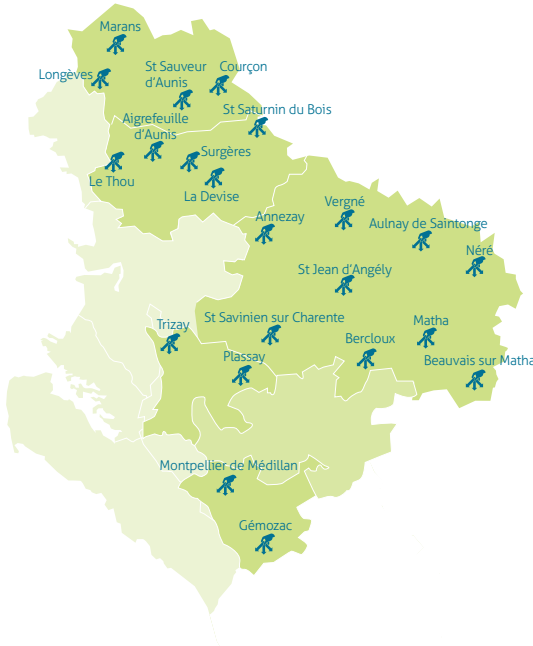 Marans
Longèves
St Sauveur
d'Aunis
Courçon
St Saturnin du Bois
Aigrefeuille
d'Aunis
Surgères
Le Thou
La Devise
Annezay
Vergné
Aulnay de Saintonge
Néré
St Jean d'Angély
St Savinien sur Charente
Trizay
Matha
Bercloux
Plassay
Beauvais sur Matha
Montpellier de Médillan
Gémozac